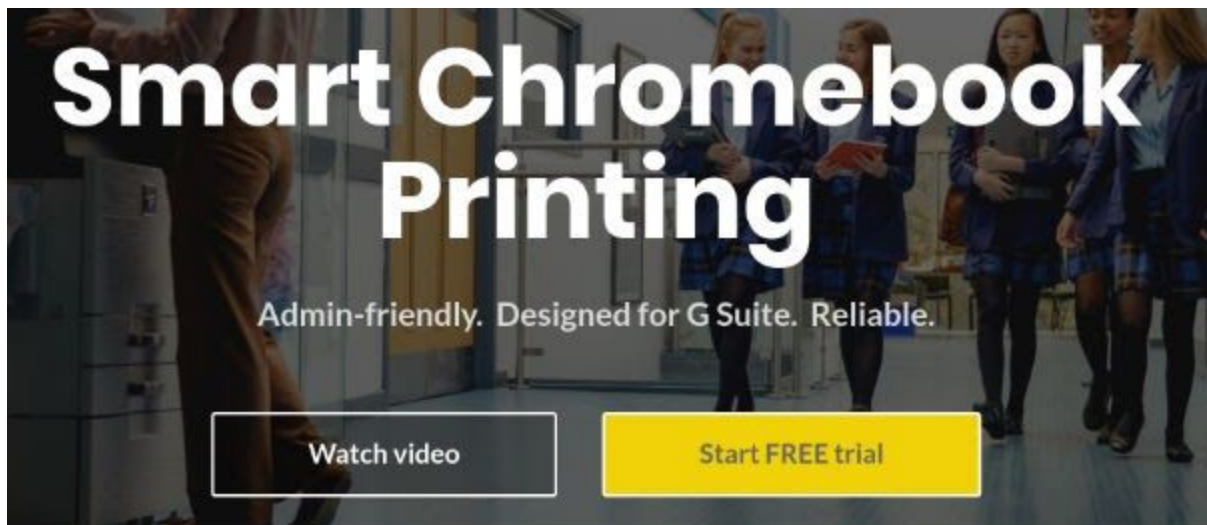 Smart Chromebook
Printing
Admin-friendly. Designed for G Suite. Reliable.
Watch video
Start FREE trial